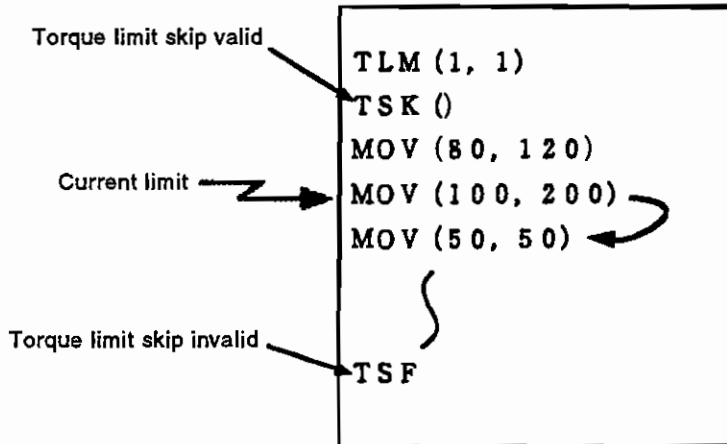 Torque limit skip valid
TLM (1, 1)
TSK ()
MOV (80, 120)
Current limit
MOV (100, 200)
MOV (50, 50)
Torque limit skip invalid
TSF